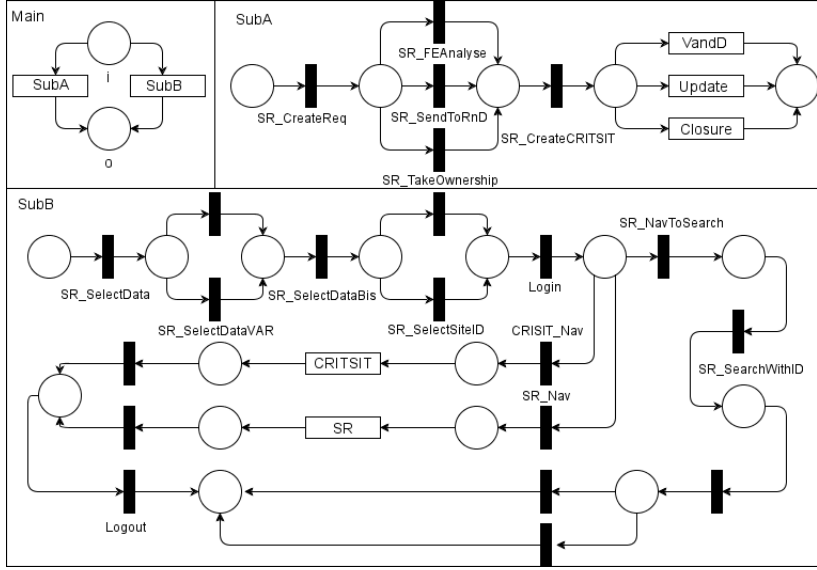 Main
SubA
SubB
i
o
SubA
SR_FEAnalyse
VandD
SR_CreateReq
SR_SendToRnD
Update
SR_CreateCRITSIT
Closure
SR_TakeOwnership
SubB
SR_NavToSearch
SR_SelectData
SR_SelectDataBis
Login
SR_SelectDataVAR
SR_SelectSiteID
CRISIT_Nav
CRITSIT
SR_SearchWithID
SR_Nav
SR
Logout